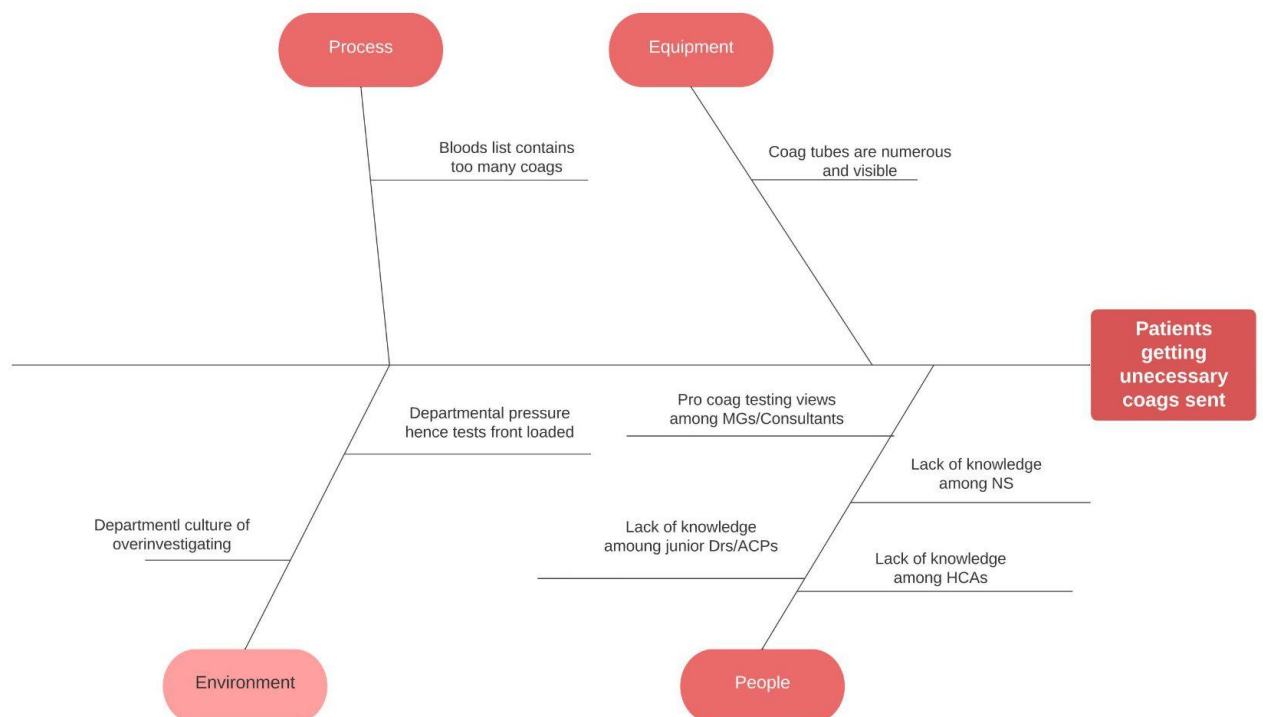 Process
Equipment
Bloods list contains
too many coags
Coag tubes are numerous
and visible
Patients
getting
unecessary
coags sent
Departmental pressure
hence tests front loaded
Pro coag testing views
among MGs/Consultants
Lack of knowledge
among NS
Departmentl culture of
overinvestigating
Lack of knowledge
amoung junior Drs/ACPs
Lack of knowledge
among HCAs
Environment
People